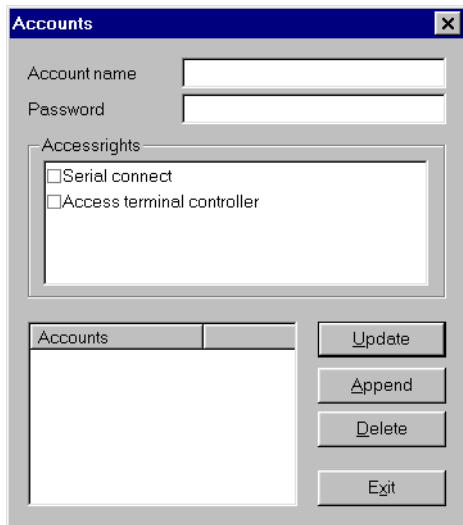 Accounts
Account name
Password
Accessrights
Serial connect
Access terminal controller
Accounts
Update
Append
Delete
Exit